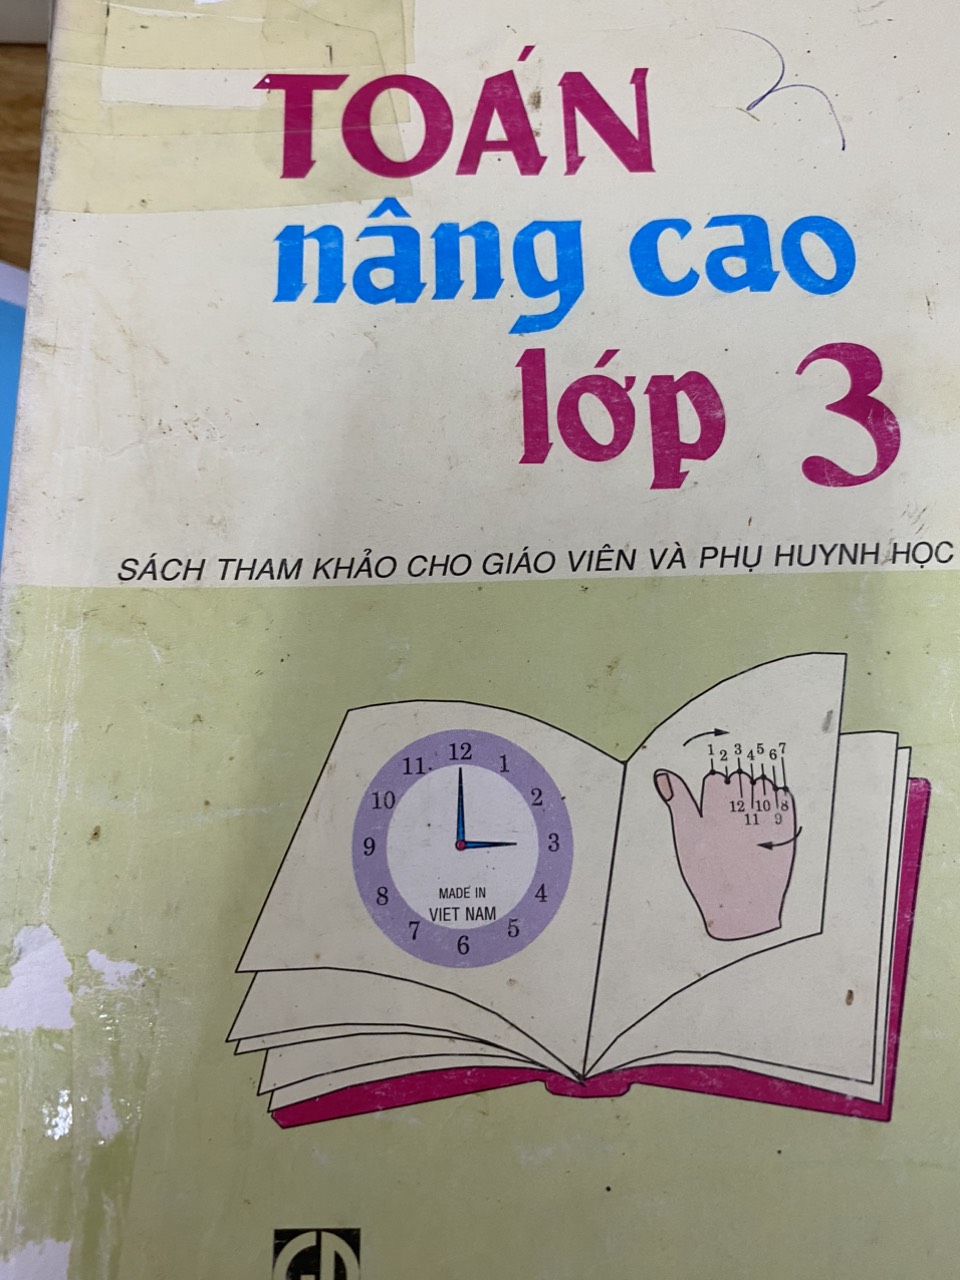 TOÁN
nâng cao
lớp 3
SÁCH THAM KHẢO CHO GIÁO VIÊN VÀ PHỤ HUYNH HỌC
12
11 1
10 2
9 3
8 4
7 5
6
MADE IN
VIET NAM
1 2 3 4 5 6 7
12 11 10 9 8